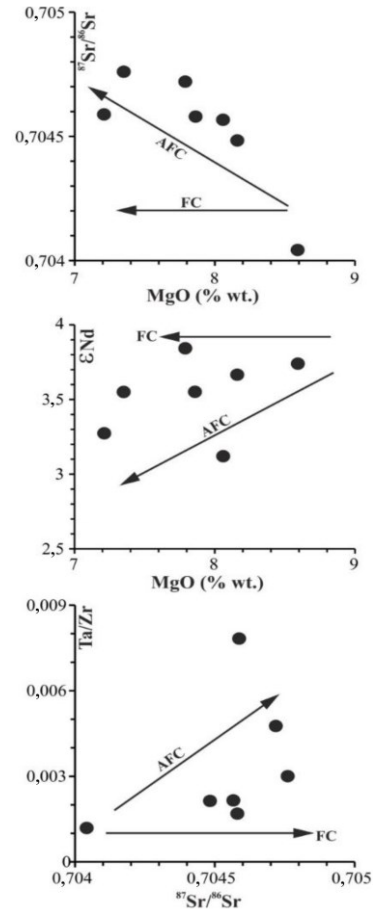 0,705
⁸⁷Sr/⁸⁶Sr
0,7045
AFC
FC
0,704
7 8 9
MgO (% wt.)
4
εNd
FC
3,5
AFC
3
2,5
7 8 9
MgO (% wt.)
0,009
Ta/Zr
0,006
AFC
0,003
FC
0
0,704 0,7045 0,705
⁸⁷Sr/⁸⁶Sr